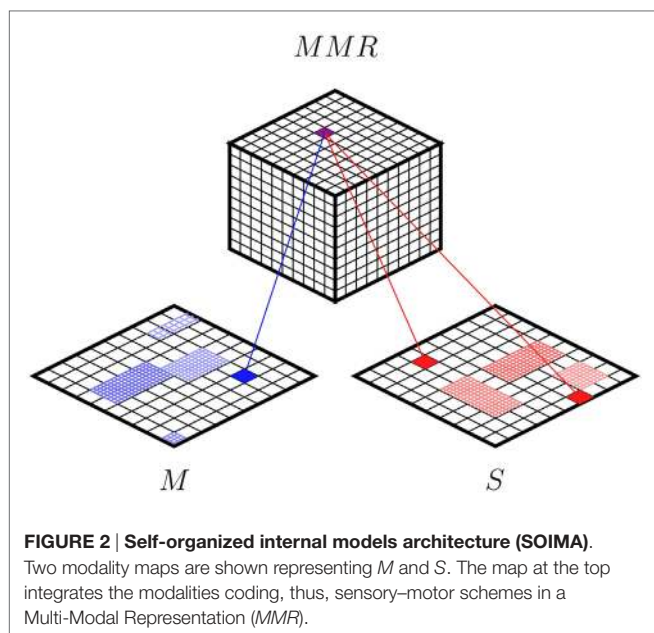 MMR
M
S
FIGURE 2 | Self-organized internal models architecture (SOIMA).
Two modality maps are shown representing M and S. The map at the top
integrates the modalities coding, thus, sensory–motor schemes in a
Multi-Modal Representation (MMR).